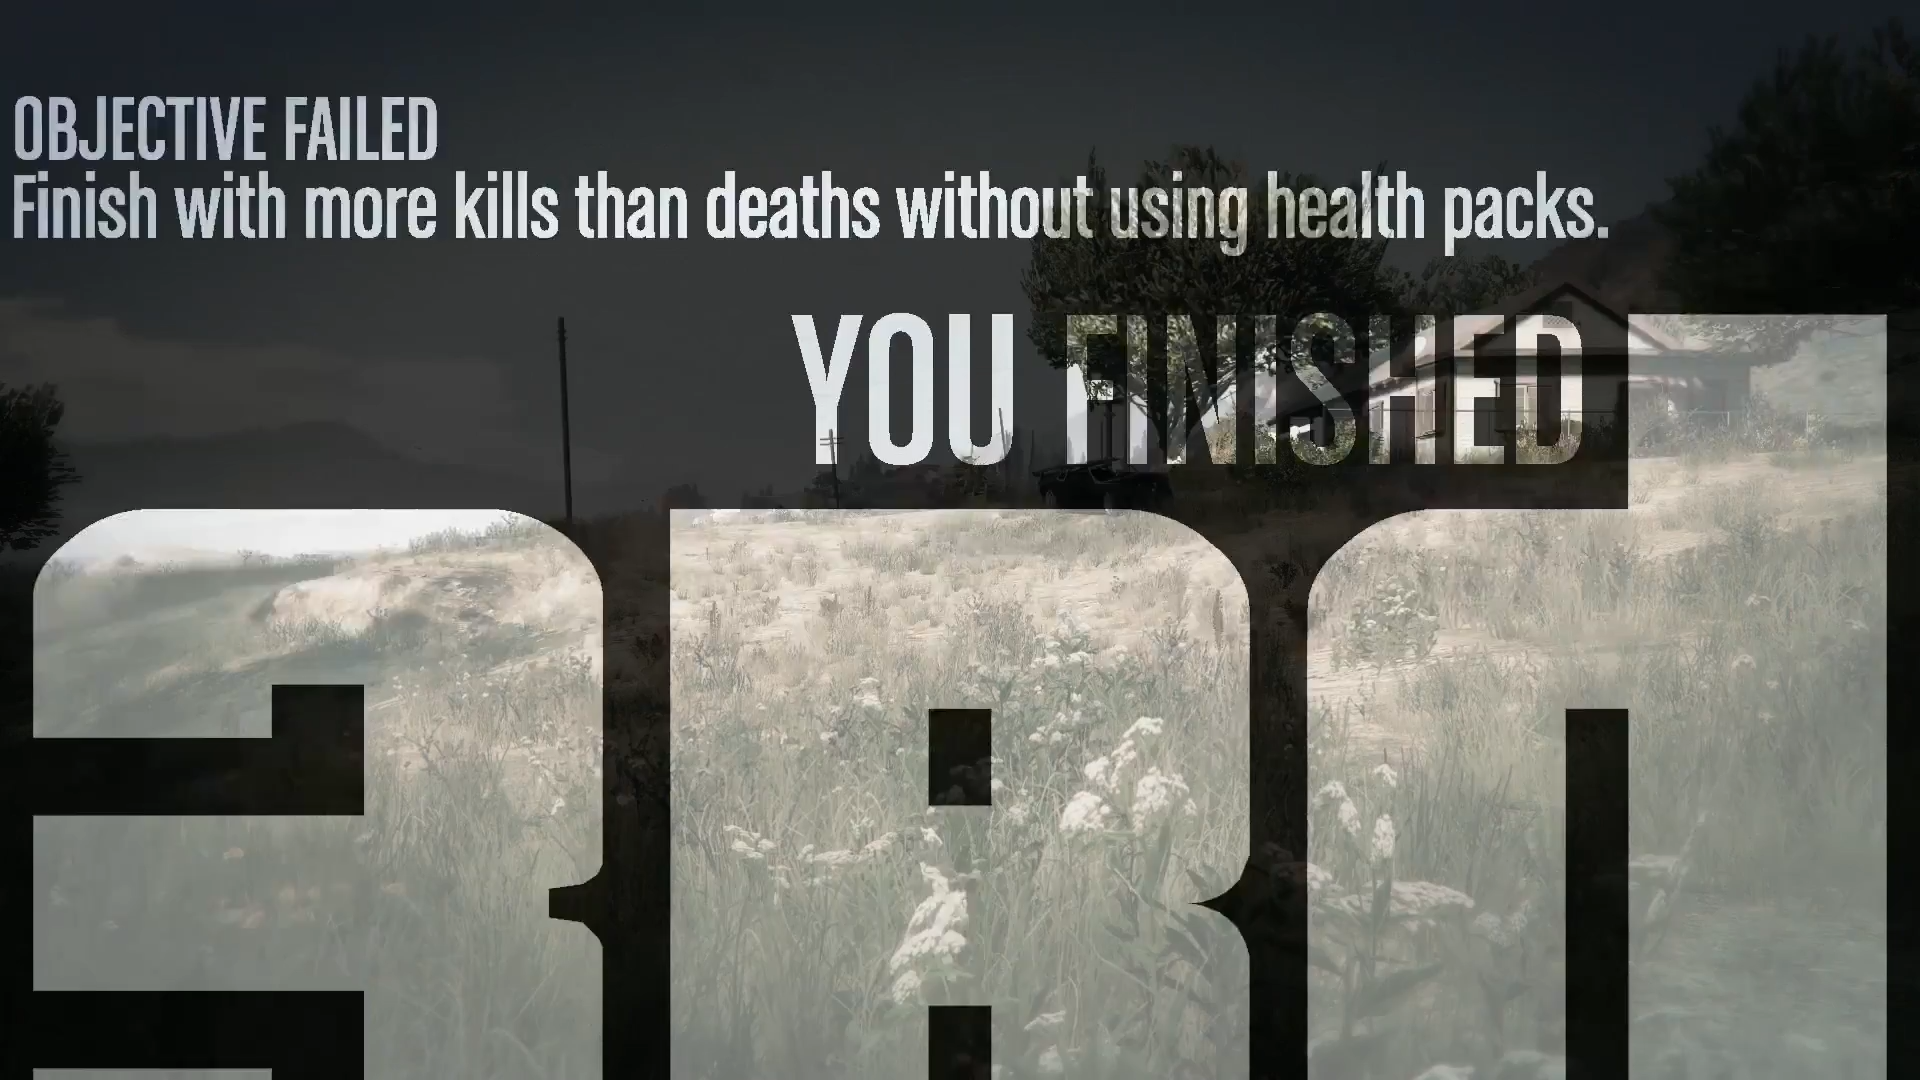 OBJECTIVE FAILED
Finish with more kills than deaths without using health packs.
YOU FINISHED
3RD